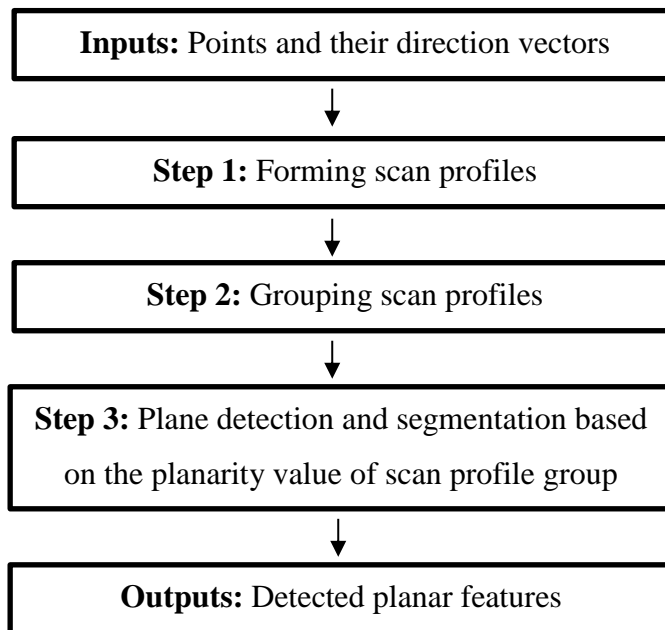 Inputs: Points and their direction vectors
Step 1: Forming scan profiles
Step 2: Grouping scan profiles
Step 3: Plane detection and segmentation based
on the planarity value of scan profile group
Outputs: Detected planar features